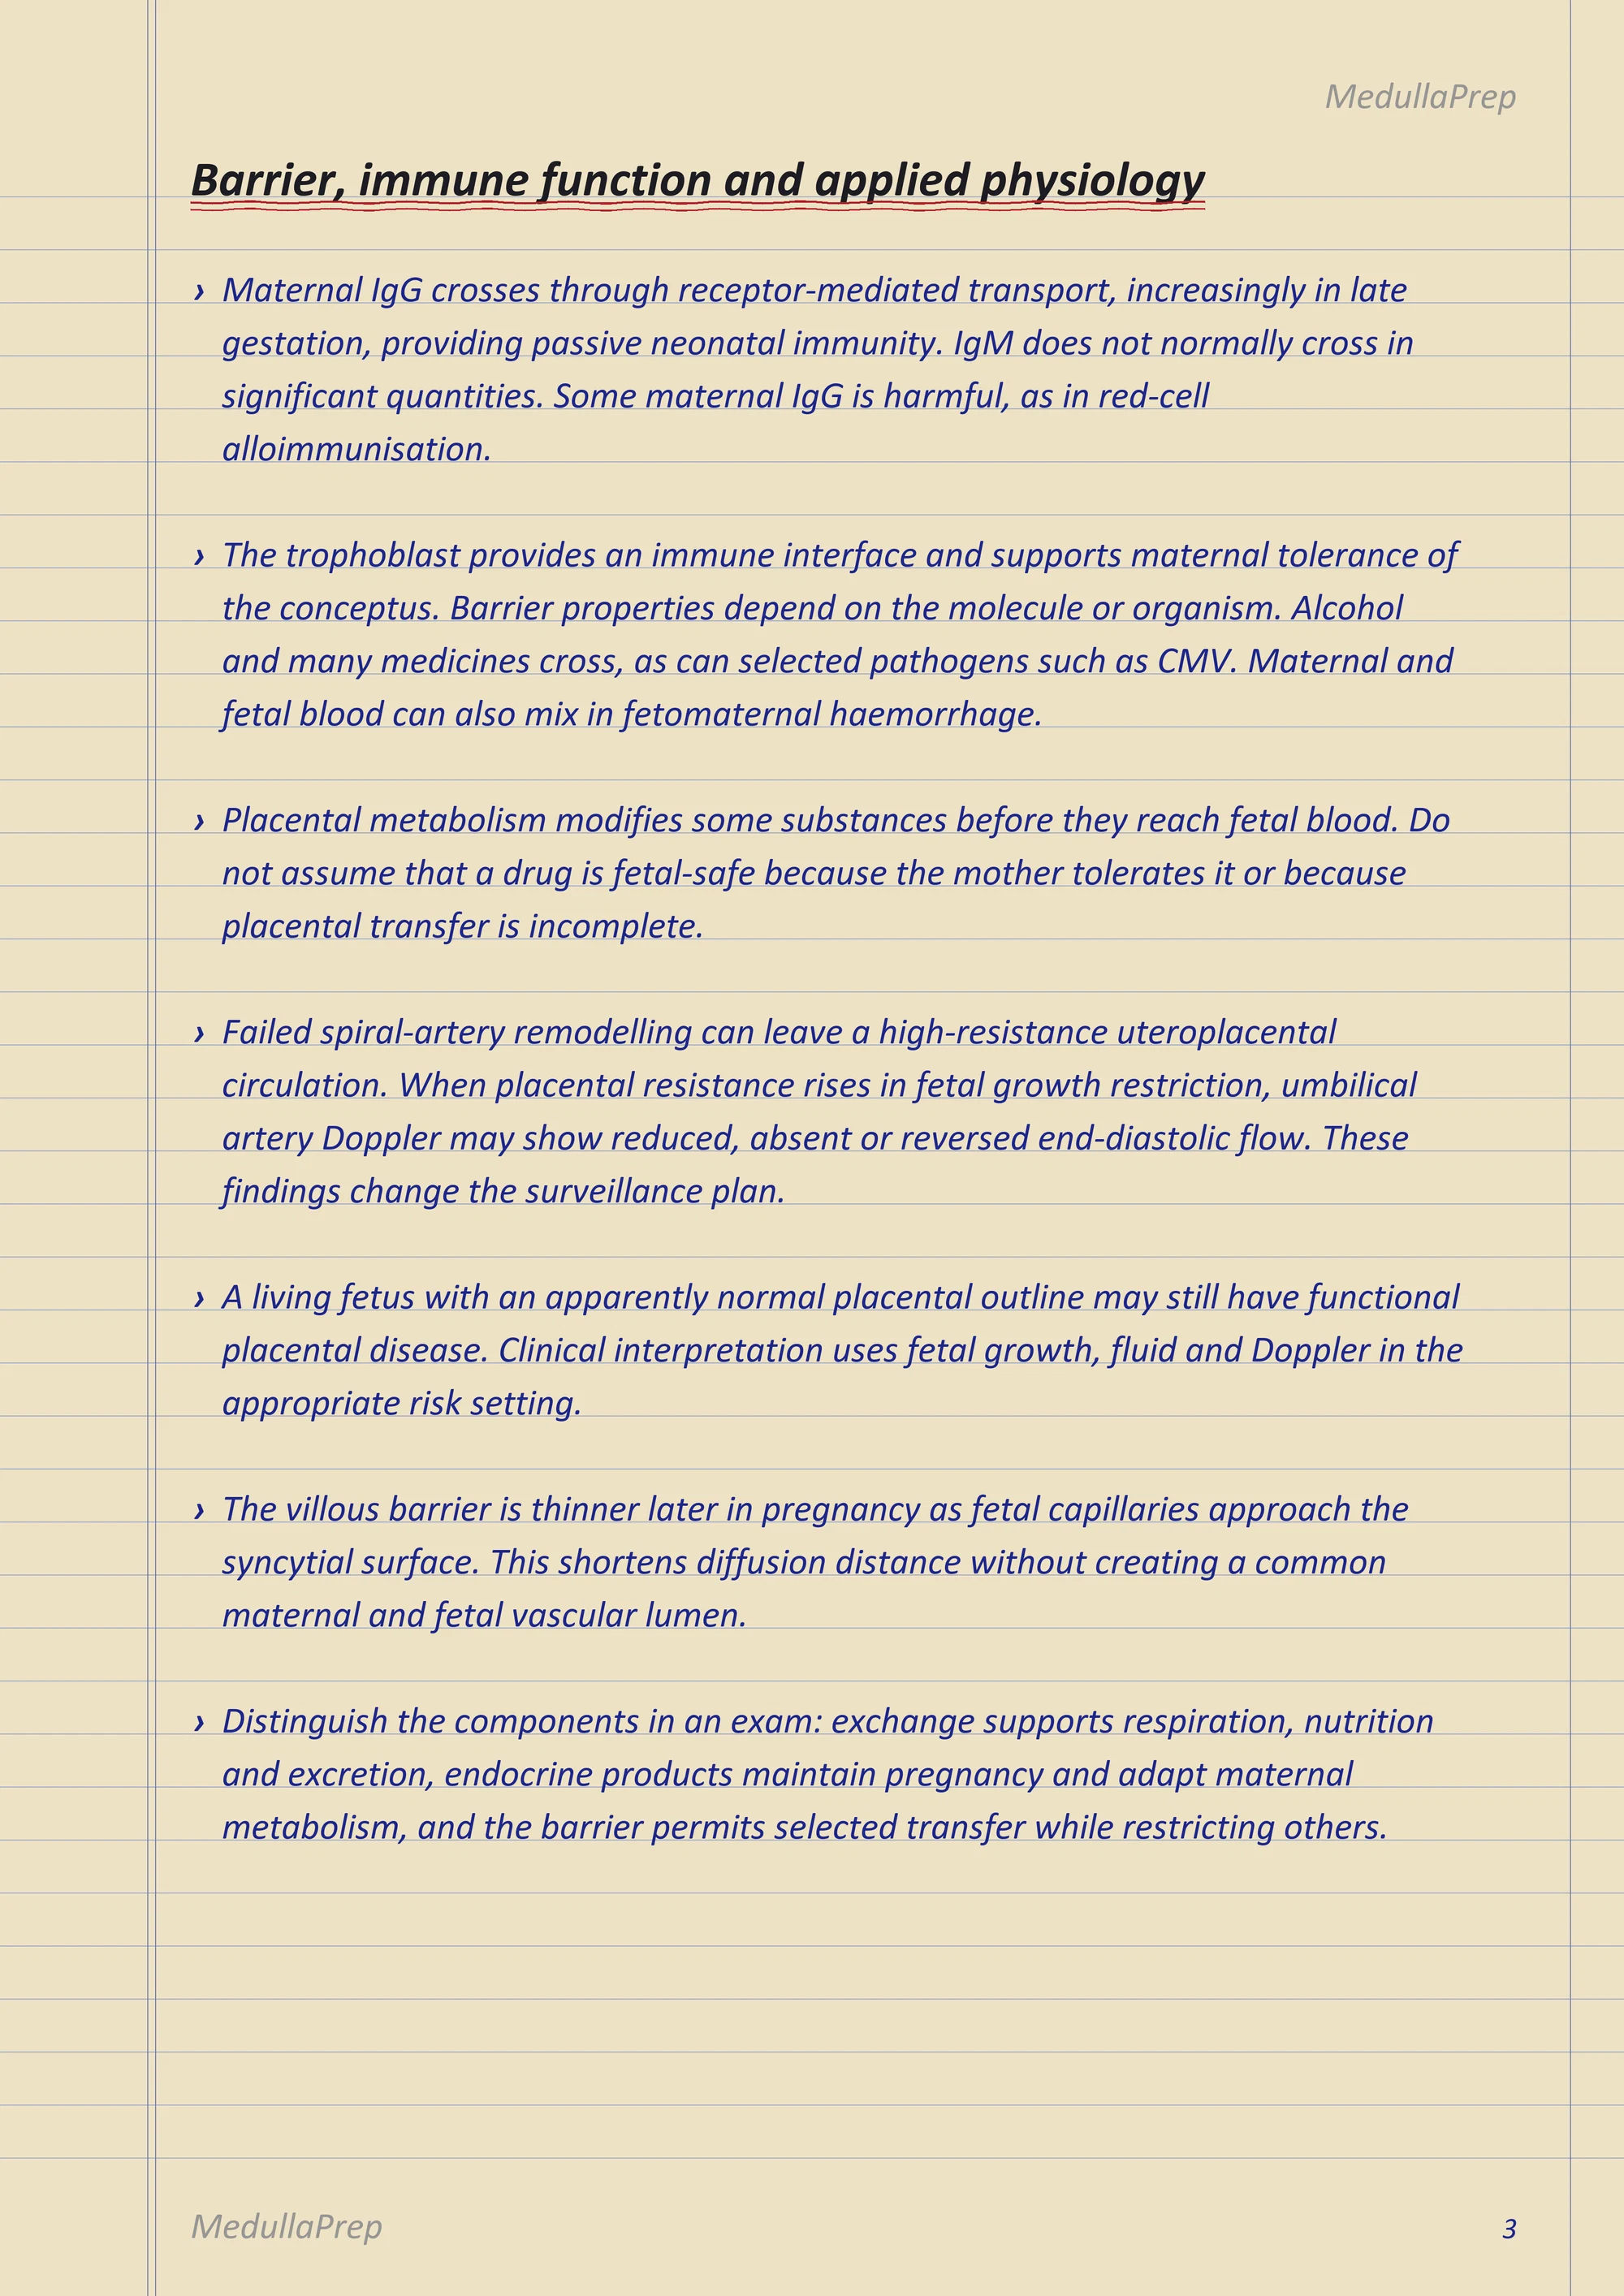 MedullaPrep
Barrier, immune function and applied physiology
› Maternal IgG crosses through receptor-mediated transport, increasingly in late
gestation, providing passive neonatal immunity. IgM does not normally cross in
significant quantities. Some maternal IgG is harmful, as in red-cell
alloimmunisation.
› The trophoblast provides an immune interface and supports maternal tolerance of
the conceptus. Barrier properties depend on the molecule or organism. Alcohol
and many medicines cross, as can selected pathogens such as CMV. Maternal and
fetal blood can also mix in fetomaternal haemorrhage.
› Placental metabolism modifies some substances before they reach fetal blood. Do
not assume that a drug is fetal-safe because the mother tolerates it or because
placental transfer is incomplete.
› Failed spiral-artery remodelling can leave a high-resistance uteroplacental
circulation. When placental resistance rises in fetal growth restriction, umbilical
artery Doppler may show reduced, absent or reversed end-diastolic flow. These
findings change the surveillance plan.
› A living fetus with an apparently normal placental outline may still have functional
placental disease. Clinical interpretation uses fetal growth, fluid and Doppler in the
appropriate risk setting.
› The villous barrier is thinner later in pregnancy as fetal capillaries approach the
syncytial surface. This shortens diffusion distance without creating a common
maternal and fetal vascular lumen.
› Distinguish the components in an exam: exchange supports respiration, nutrition
and excretion, endocrine products maintain pregnancy and adapt maternal
metabolism, and the barrier permits selected transfer while restricting others.
MedullaPrep
3